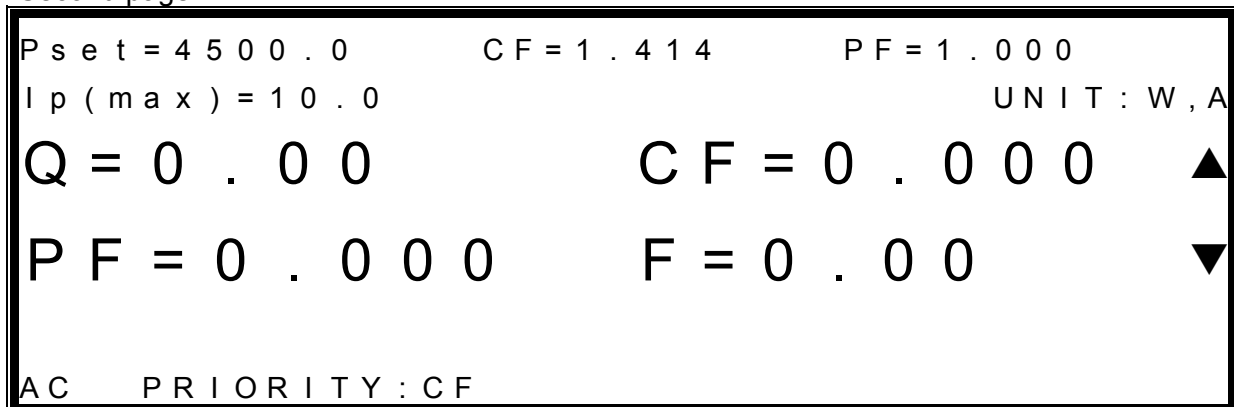 Second page
Pset=4500.0 CF=1.414 PF=1.000
Ip(max)=10.0 UNIT:W,A
Q=0.00 CF=0.000 ▲
PF=0.000 F=0.00 ▼
AC PRIORITY:CF